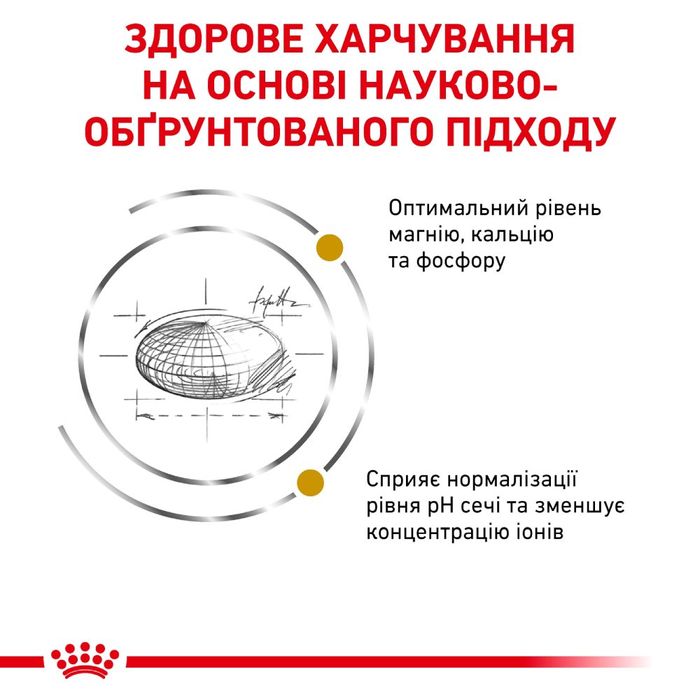 ЗДОРОВЕ ХАРЧУВАННЯ
НА ОСНОВІ НАУКОВО-
ОБҐРУНТОВАНОГО ПІДХОДУ
Оптимальний рівень
магнію, кальцію
та фосфору
Сприяє нормалізації
рівня pH сечі та зменшує
концентрацію іонів